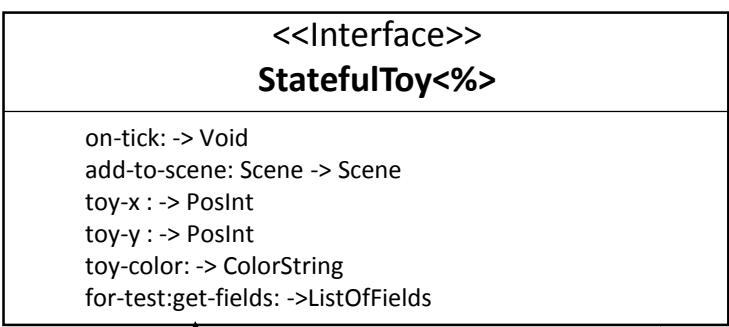 <<Interface>>
StatefulToy<%>
on-tick: -> Void
add-to-scene: Scene -> Scene
toy-x : -> PosInt
toy-y : -> PosInt
toy-color: -> ColorString
for-test:get-fields: ->ListOfFields